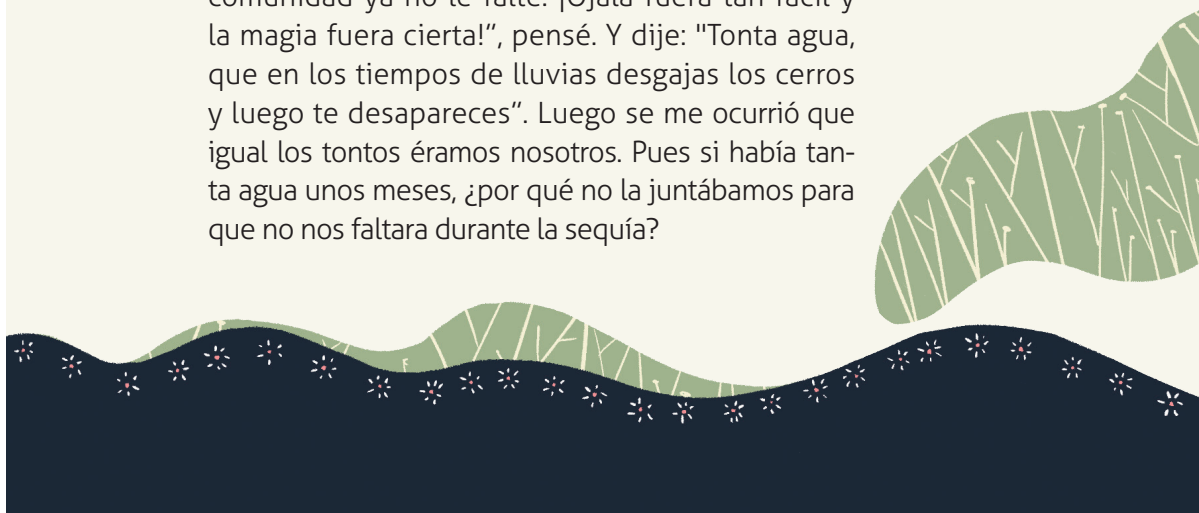 comunidad ya no le falte. ¡Ojalá fuera tan fácil y
la magia fuera cierta!”, pensé. Y dije: "Tonta agua,
que en los tiempos de lluvias desgajas los cerros
y luego te desapareces”. Luego se me ocurrió que
igual los tontos éramos nosotros. Pues si había tan-
ta agua unos meses, ¿por qué no la juntábamos para
que no nos faltara durante la sequía?